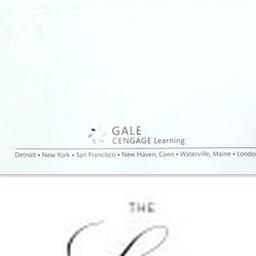 GALE
CENGAGE Learning
Detroit • New York • San Francisco • New Haven, Conn • Waterville, Maine • London
THE